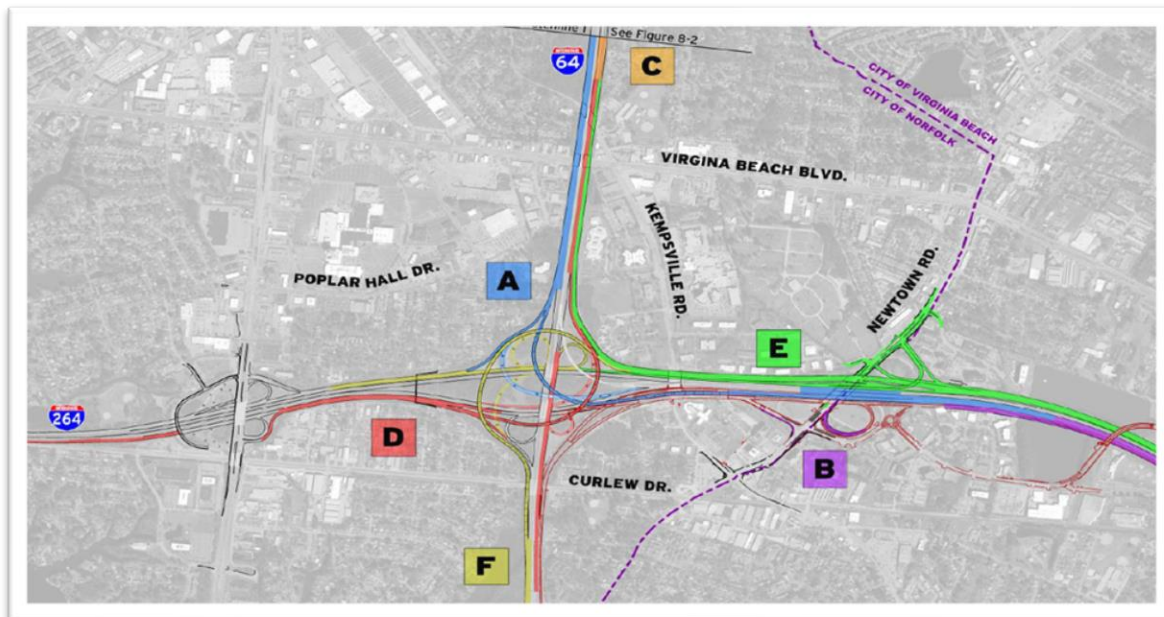 See Figure 8-2
INTERSTATE
64
C
CITY OF VIRGINIA BEACH
CITY OF NORFOLK
VIRGINA BEACH BLVD.
KEMPSVILLE RD.
NEWTOWN RD.
POPLAR HALL DR.
A
E
264
D
B
CURLEW DR.
F